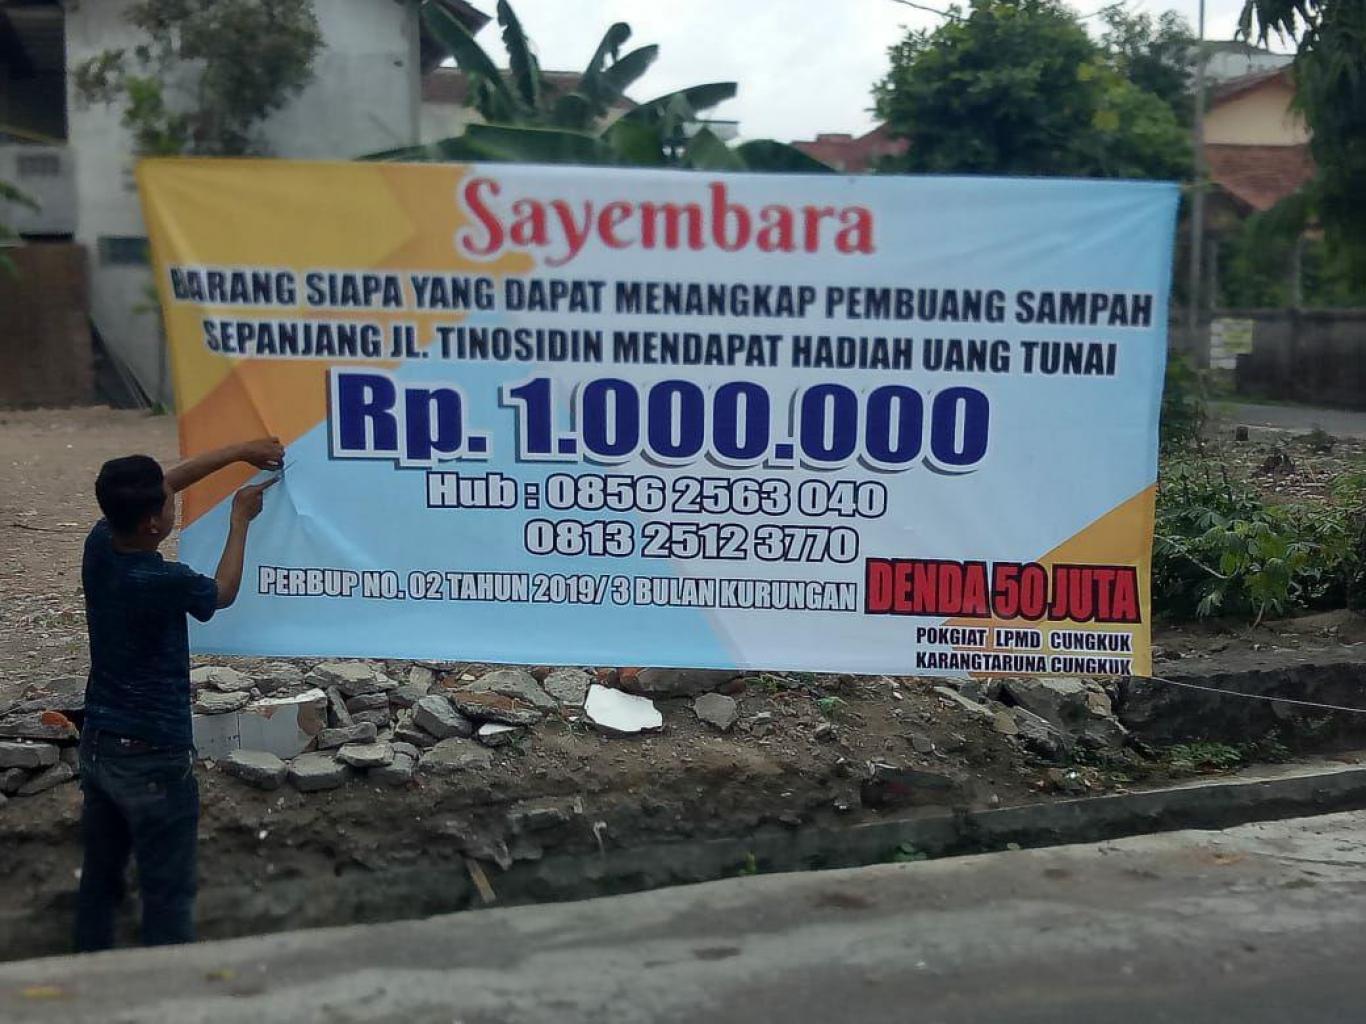 Sayembara
BARANG SIAPA YANG DAPAT MENANGKAP PEMBUANG SAMPAH
SEPANJANG JL. TINOSIDIN MENDAPAT HADIAH UANG TUNAI
Rp. 1.000.000
Hub : 0856 2563 040
0813 2512 3770
PERBUP NO. 02 TAHUN 2019/ 3 BULAN KURUNGAN DENDA 50 JUTA
POKGIAT LPMD CUNGKUK
KARANGTARUNA CUNGKUK